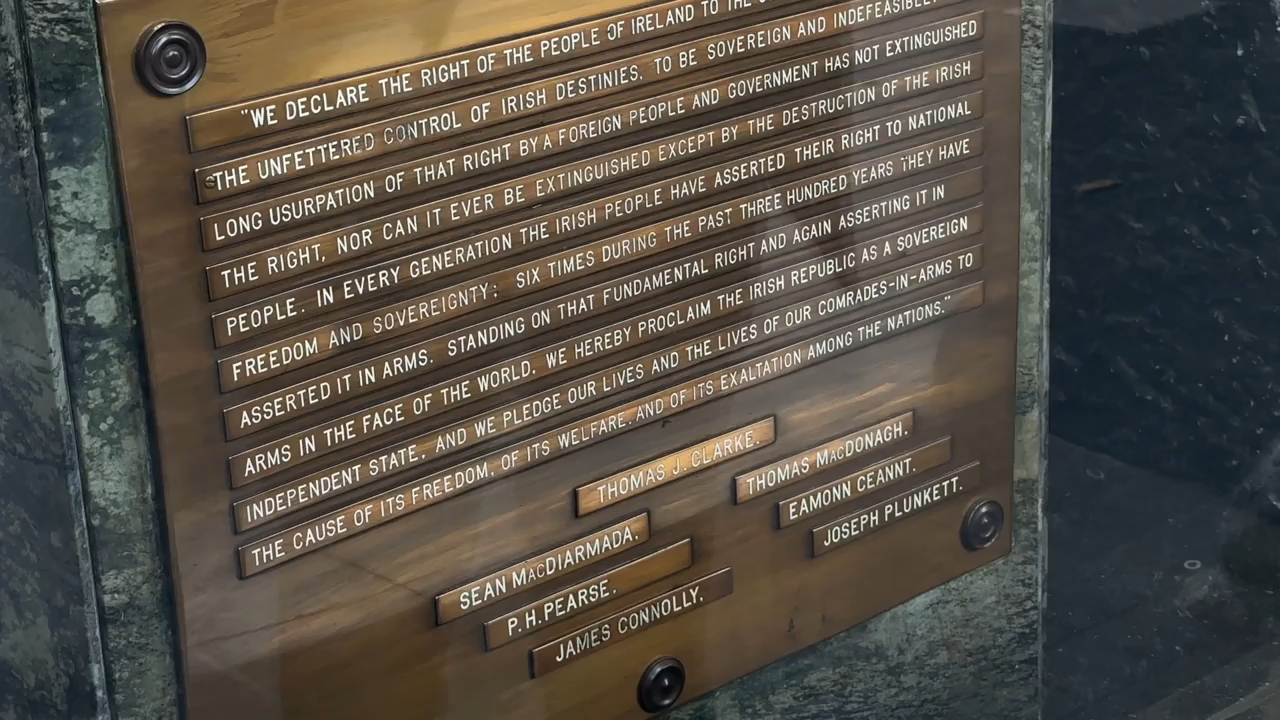 "WE DECLARE THE RIGHT OF THE PEOPLE OF IRELAND TO THE
THE UNFETTERED CONTROL OF IRISH DESTINIES, TO BE SOVEREIGN AND INDEFEASIBLE.
LONG USURPATION OF THAT RIGHT BY A FOREIGN PEOPLE AND GOVERNMENT HAS NOT EXTINGUISHED
THE RIGHT, NOR CAN IT EVER BE EXTINGUISHED EXCEPT BY THE DESTRUCTION OF THE IRISH
PEOPLE. IN EVERY GENERATION THE IRISH PEOPLE HAVE ASSERTED THEIR RIGHT TO NATIONAL
FREEDOM AND SOVEREIGNTY; SIX TIMES DURING THE PAST THREE HUNDRED YEARS THEY HAVE
ASSERTED IT IN ARMS. STANDING ON THAT FUNDAMENTAL RIGHT AND AGAIN ASSERTING IT IN
ARMS IN THE FACE OF THE WORLD, WE HEREBY PROCLAIM THE IRISH REPUBLIC AS A SOVEREIGN
INDEPENDENT STATE, AND WE PLEDGE OUR LIVES AND THE LIVES OF OUR COMRADES-IN-ARMS TO
THE CAUSE OF ITS FREEDOM, OF ITS WELFARE, AND OF ITS EXALTATION AMONG THE NATIONS."
THOMAS J. CLARKE.
SEAN MACDIARMADA. THOMAS MACDONAGH.
P.H. PEARSE. EAMONN CEANNT.
JAMES CONNOLLY. JOSEPH PLUNKETT.